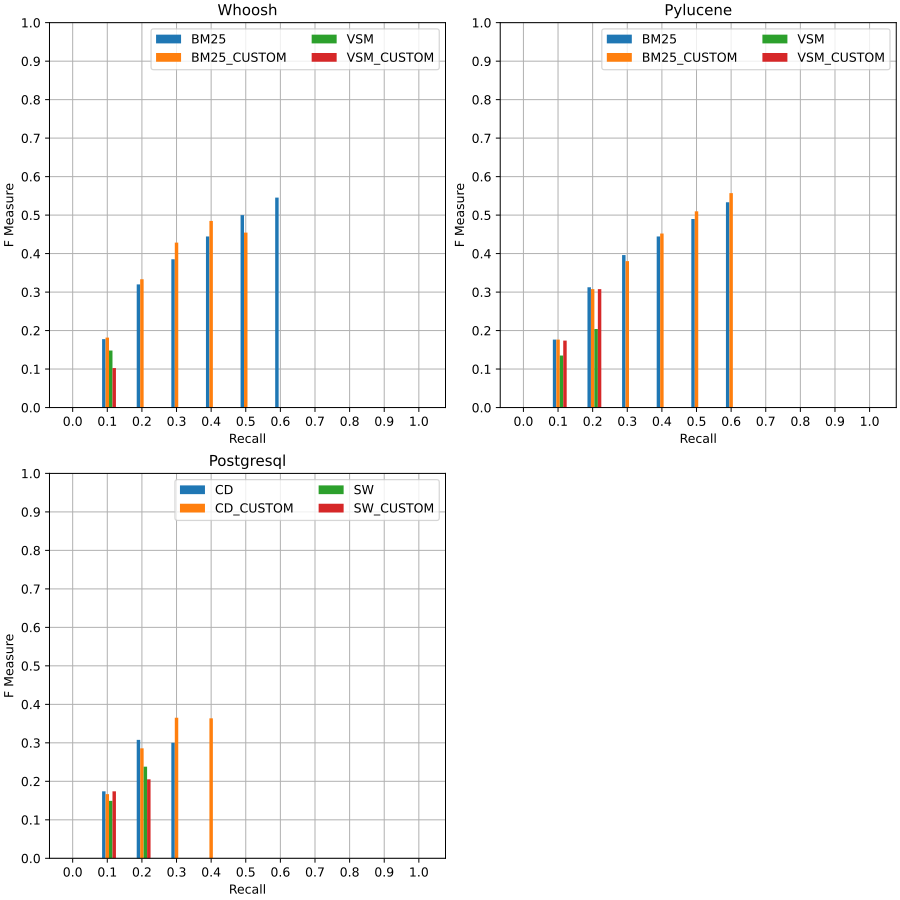 Whoosh
1.0
0.9
0.8
0.7
0.6
0.5
0.4
0.3
0.2
0.1
0.0
F Measure
BM25 VSM
BM25_CUSTOM VSM_CUSTOM
0.0 0.1 0.2 0.3 0.4 0.5 0.6 0.7 0.8 0.9 1.0
Recall
Pylucene
1.0
0.9
0.8
0.7
0.6
0.5
0.4
0.3
0.2
0.1
0.0
F Measure
BM25 VSM
BM25_CUSTOM VSM_CUSTOM
0.0 0.1 0.2 0.3 0.4 0.5 0.6 0.7 0.8 0.9 1.0
Recall
Postgresql
1.0
0.9
0.8
0.7
0.6
0.5
0.4
0.3
0.2
0.1
0.0
F Measure
CD SW
CD_CUSTOM SW_CUSTOM
0.0 0.1 0.2 0.3 0.4 0.5 0.6 0.7 0.8 0.9 1.0
Recall